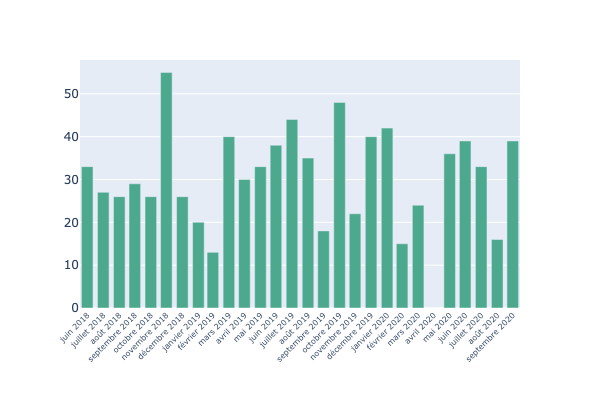 50
40
30
20
10
0
juin 2018
juillet 2018
août 2018
septembre 2018
octobre 2018
novembre 2018
décembre 2018
janvier 2019
février 2019
mars 2019
avril 2019
mai 2019
juin 2019
juillet 2019
août 2019
septembre 2019
octobre 2019
novembre 2019
décembre 2019
janvier 2020
février 2020
mars 2020
avril 2020
mai 2020
juin 2020
juillet 2020
août 2020
septembre 2020